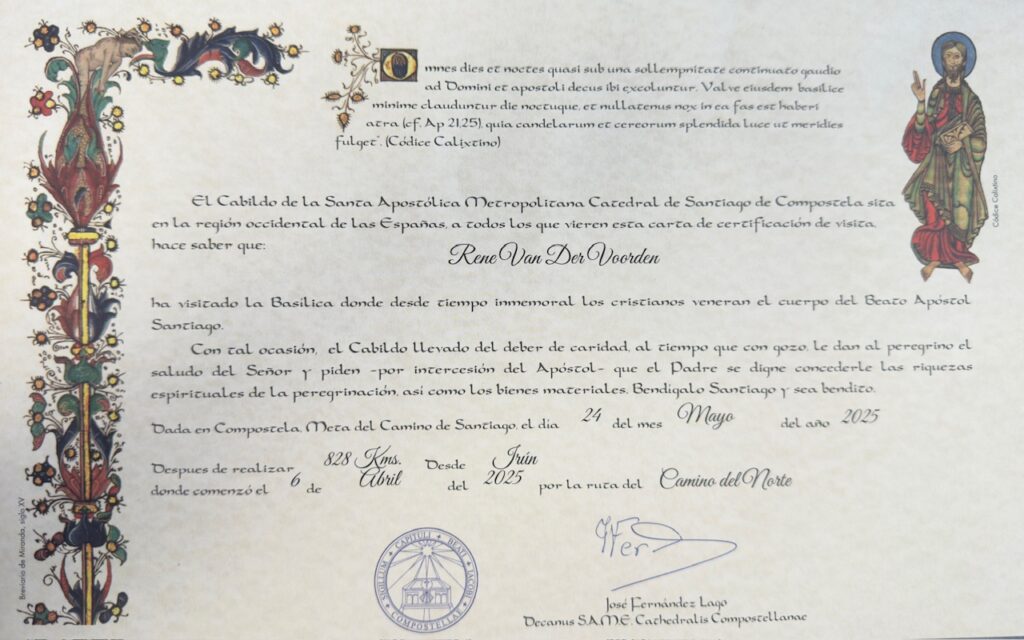 Omnes dies et noctes quasi sub una sollempnitate continuato gaudio
ad Domini et apostoli decus ibi excoluntur. Valve eiusdem basilice
minime clauduntur die noctuque, et nullatenus nox in ea fas est haberi
atra (cf. Ap 21,25), quia candelarum et cereorum splendida luce ut meridies
fulget". (Códice Calixtino)
Códice Calixtino
El Cabildo de la Santa Apostólica Metropolitana Catedral de Santiago de Compostela sita
en la región occidental de las Españas, a todos los que vieren esta carta de certificación de visita,
hace saber que:
Rene Van Der Voorden
ha visitado la Basílica donde desde tiempo inmemorial los cristianos veneran el cuerpo del Beato Apóstol
Santiago.
Con tal ocasión, el Cabildo llevado del deber de caridad, al tiempo que con gozo, le dan al peregrino el
saludo del Señor y piden -por intercesión del Apóstol- que el Padre se digne concederle las riquezas
espirituales de la peregrinación, así como los bienes materiales. Bendígalo Santiago y sea bendito.
Dada en Compostela, Meta del Camino de Santiago, el día 24 del mes Mayo del año 2025
Despues de realizar 828 Kms. Desde Irún
donde comenzó el 6 de Abril del 2025 por la ruta del Camino del Norte
Breviario de Miranda, siglo XV
SIGILLUM CAPITULI BEATI JACOBI COMPOSTELLAE
José Fernández Lago
Decanus S.A.M.E. Cathedralis Compostellanae